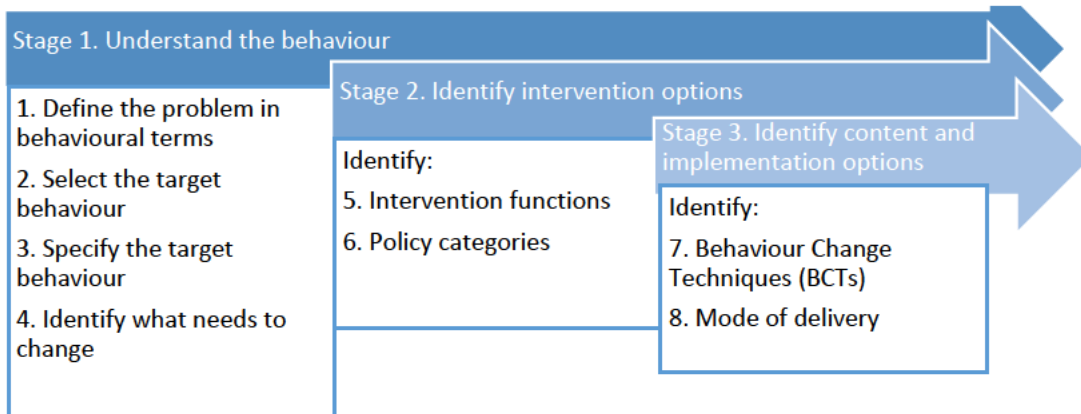 Stage 1. Understand the behaviour
1. Define the problem in
behavioural terms
2. Select the target
behaviour
3. Specify the target
behaviour
4. Identify what needs to
change
Stage 2. Identify intervention options
Identify:
5. Intervention functions
6. Policy categories
Stage 3. Identify content and
implementation options
Identify:
7. Behaviour Change
Techniques (BCTs)
8. Mode of delivery